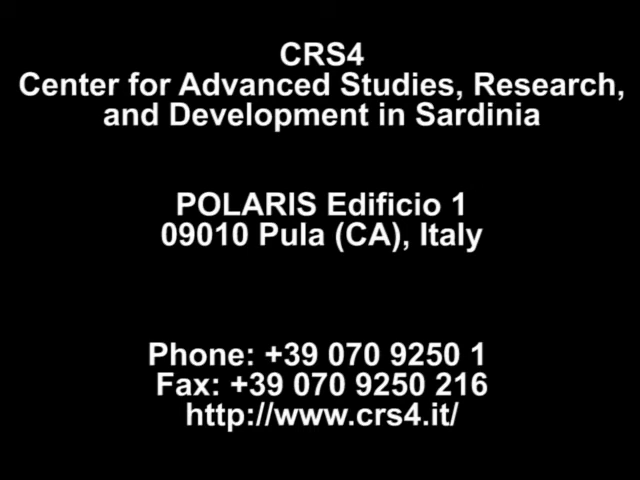 CRS4
Center for Advanced Studies, Research,
and Development in Sardinia
POLARIS Edificio 1
09010 Pula (CA), Italy
Phone: +39 070 9250 1
Fax: +39 070 9250 216
http://www.crs4.it/